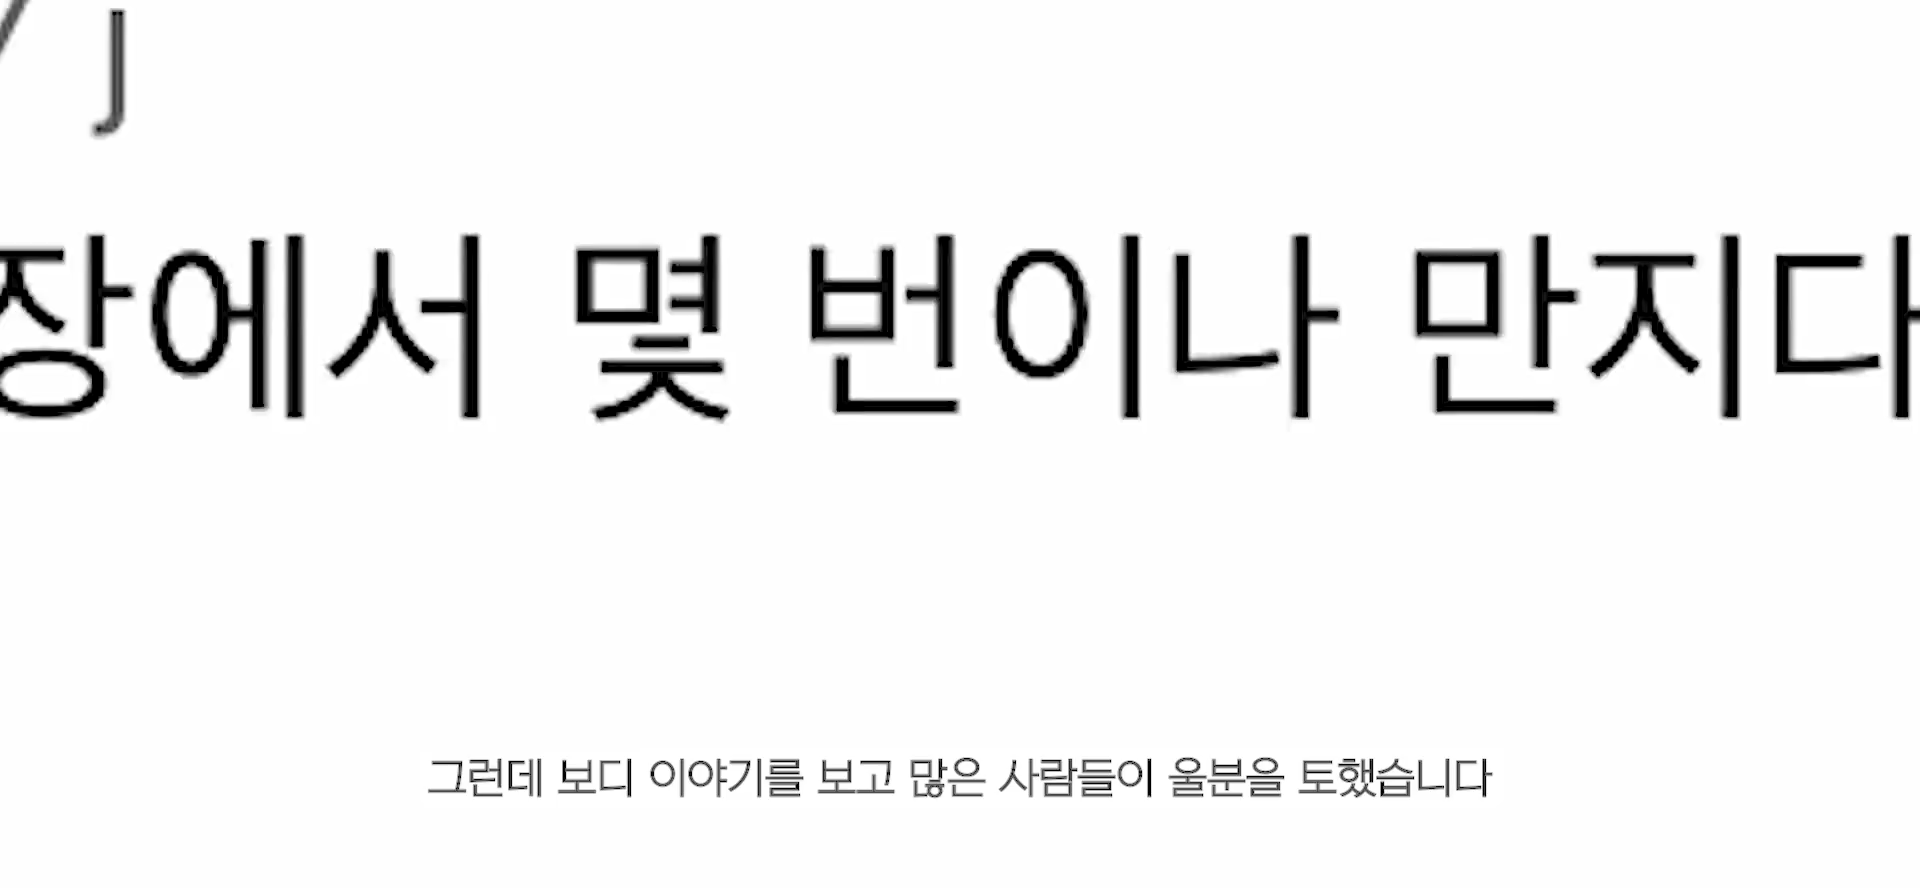 장에서 몇 번이나 만지다
그런데 보디 이야기를 보고 많은 사람들이 울분을 토했습니다